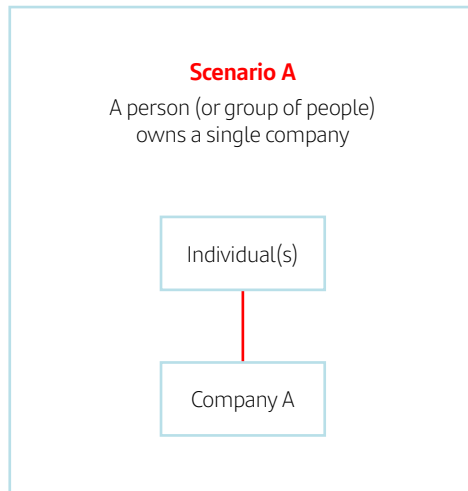 Scenario A
A person (or group of people)
owns a single company
Individual(s)
Company A